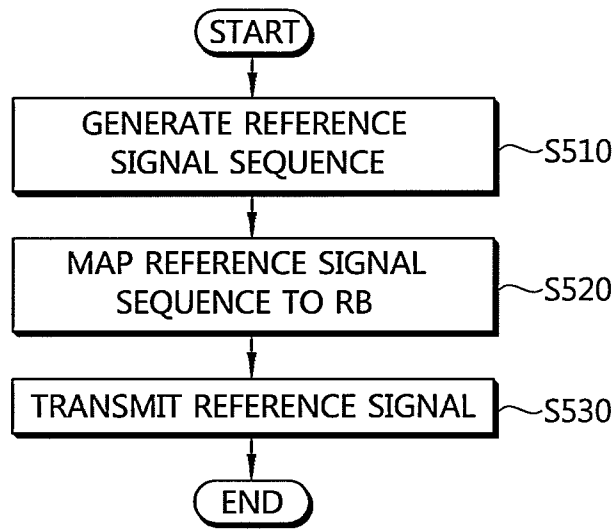 START
GENERATE REFERENCE
SIGNAL SEQUENCE
S510
MAP REFERENCE SIGNAL
SEQUENCE TO RB
S520
TRANSMIT REFERENCE SIGNAL
S530
END